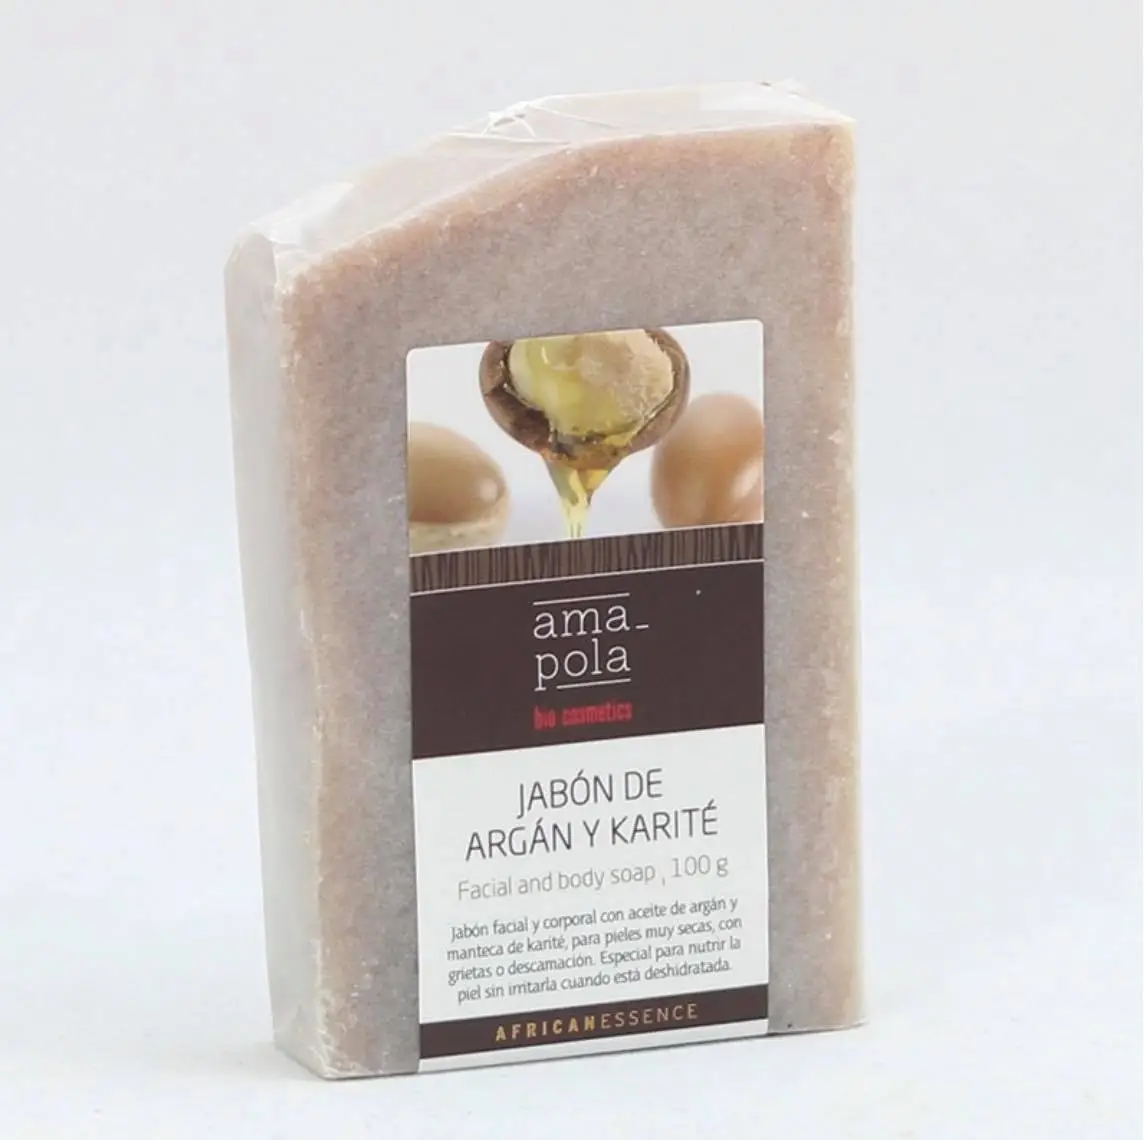 ama_
pola
bio cosmetics
JABÓN DE
ARGÁN Y KARITÉ
Facial and body soap , 100 g
Jabón facial y corporal con aceite de argán y
manteca de karité, para pieles muy secas, con
grietas o descamación. Especial para nutrir la
piel sin irritarla cuando está deshidratada.
AFRICANESSENCE